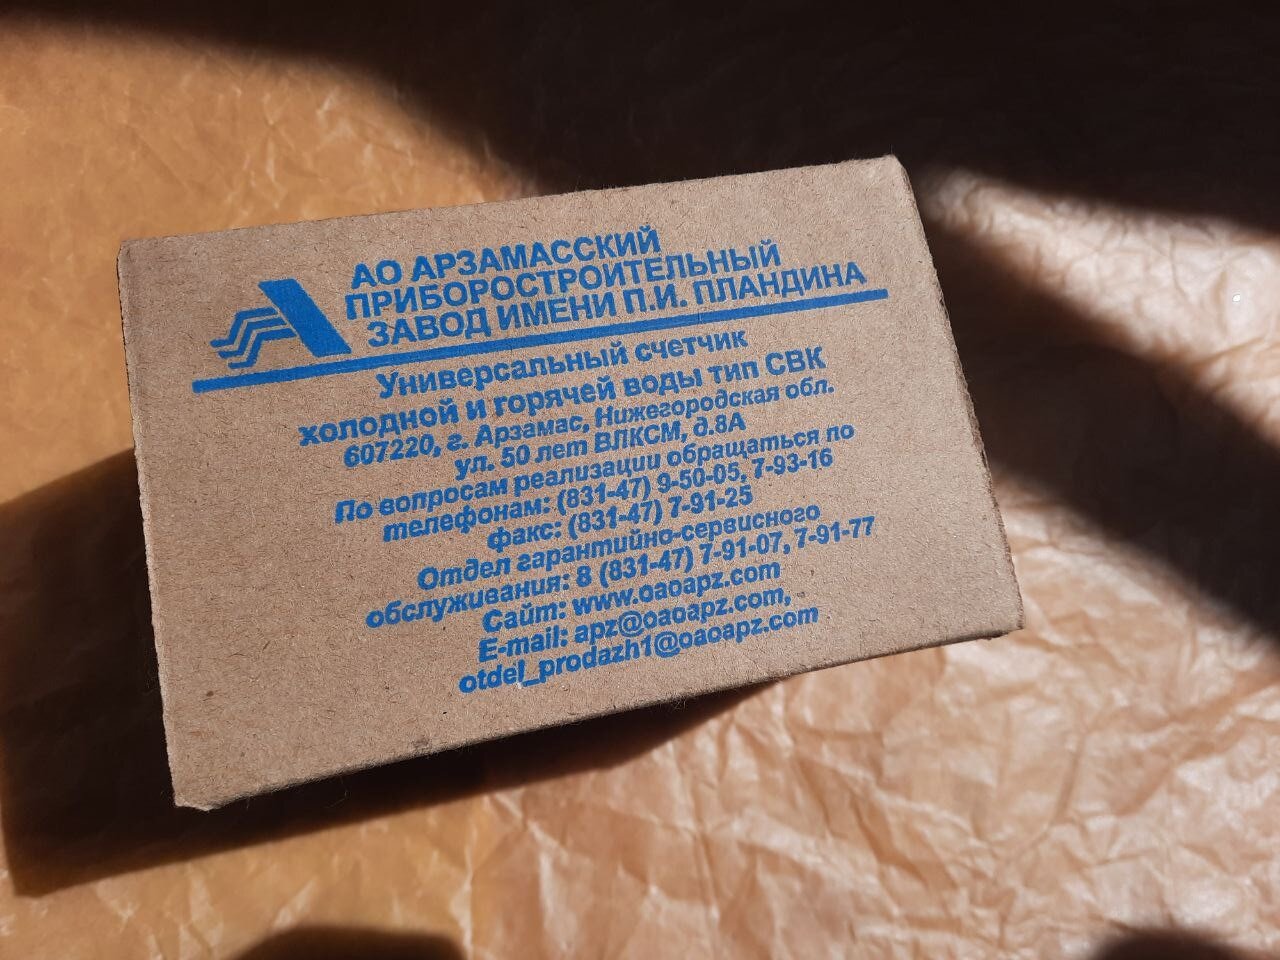 АО АРЗАМАССКИЙ
ПРИБОРОСТРОИТЕЛЬНЫЙ
ЗАВОД ИМЕНИ П.И. ПЛАНДИНА
Универсальный счетчик
холодной и горячей воды тип СВК
607220, г. Арзамас, Нижегородская обл.
ул. 50 лет ВЛКСМ, д.8А
По вопросам реализации обращаться по
телефонам: (831-47) 9-50-05, 7-93-16
факс: (831-47) 7-91-25
Отдел гарантийно-сервисного
обслуживания: 8 (831-47) 7-91-07, 7-91-77
Сайт: www.oaoapz.com
E-mail: apz@oaoapz.com,
otdel_prodazh1@oaoapz.com